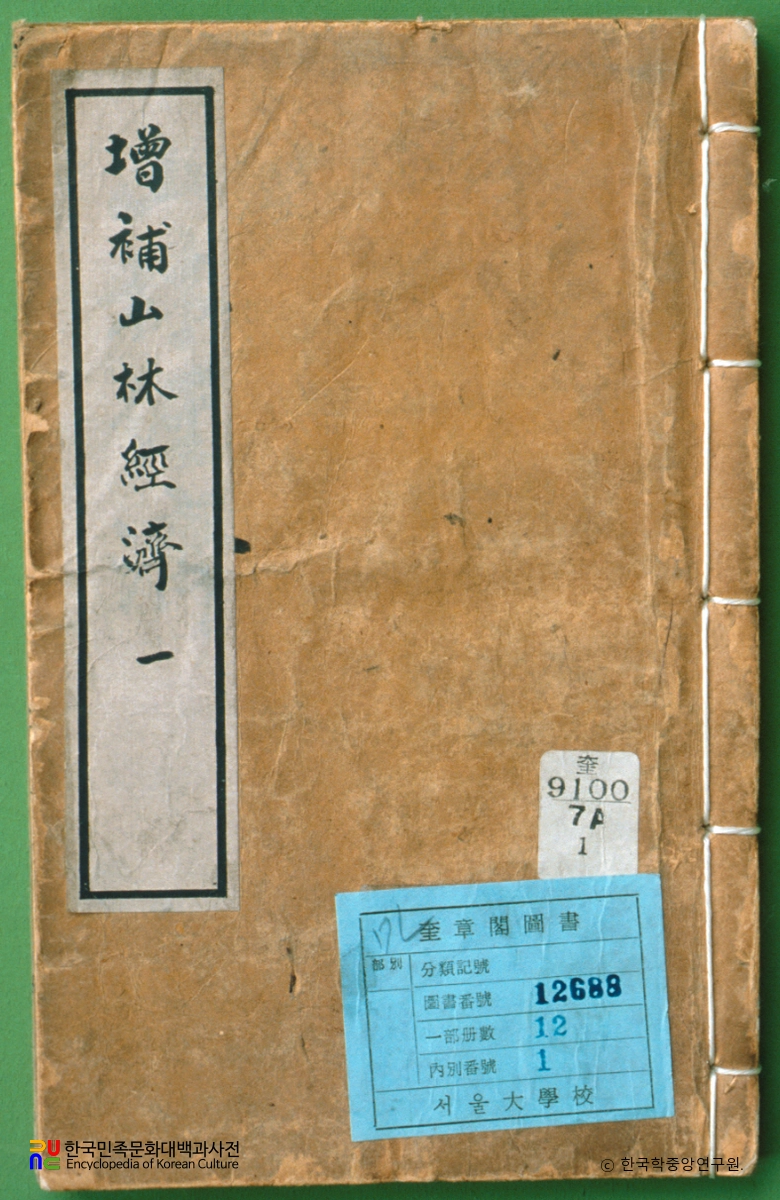 增補山林經濟 一
奎
9100
7A
1
奎章閣圖書
部別
分類記號
圖書番號 12688
一部册數 12
內別番號 1
서울大學校
한국민족문화대백과사전
Encyclopedia of Korean Culture
© 한국학중앙연구원.